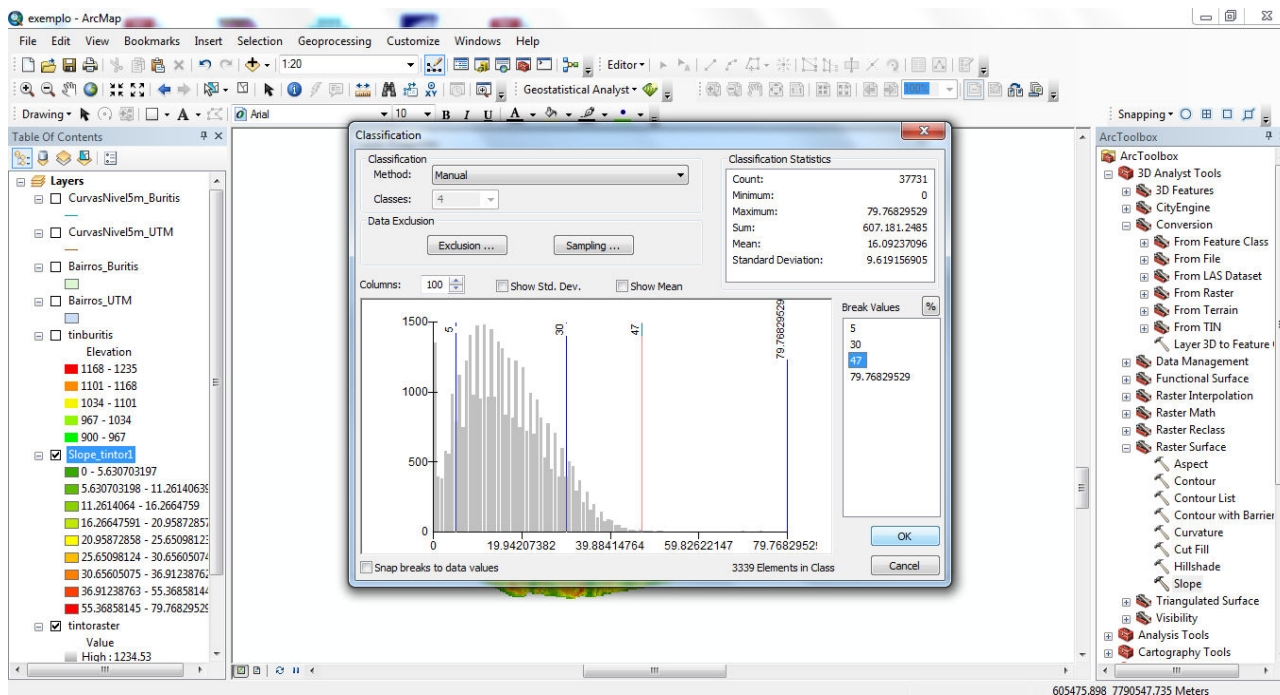 exemplo - ArcMap
File Edit View Bookmarks Insert Selection Geoprocessing Customize Windows Help
1:20
Editor
Geostatistical Analyst
100%
Drawing
Arial
10
B I U A
Snapping
Table Of Contents
Layers
CurvasNivel5m_Buritis
CurvasNivel5m_UTM
Bairros_Buritis
Bairros_UTM
tinburitis
Elevation
1168 - 1235
1101 - 1168
1034 - 1101
967 - 1034
900 - 967
Slope_tintor1
0 - 5.630703197
5.630703198 - 11.26140639
11.2614064 - 16.2664759
16.26647591 - 20.95872857
20.95872858 - 25.65098123
25.65098124 - 30.65605074
30.65605075 - 36.91238762
36.91238763 - 55.36858144
55.36858145 - 79.76829529
tintoraster
Value
High : 1234.53
Classification
Classification
Method: Manual
Classes: 4
Data Exclusion
Exclusion ...
Sampling ...
Columns: 100
Show Std. Dev.
Show Mean
Classification Statistics
Count: 37731
Minimum: 0
Maximum: 79.76829529
Sum: 607.181.2485
Mean: 16.09237096
Standard Deviation: 9.619156905
Break Values
%
5
30
47
79.76829529
1500
1000
500
0
5
30
47
79.76829529
0 19.94207382 39.88414764 59.82622147 79.7682952
Snap breaks to data values
3339 Elements in Class
OK
Cancel
ArcToolbox
ArcToolbox
3D Analyst Tools
3D Features
CityEngine
Conversion
From Feature Class
From File
From LAS Dataset
From Raster
From Terrain
From TIN
Layer 3D to Feature
Data Management
Functional Surface
Raster Interpolation
Raster Math
Raster Reclass
Raster Surface
Aspect
Contour
Contour List
Contour with Barrier
Curvature
Cut Fill
Hillshade
Slope
Triangulated Surface
Visibility
Analysis Tools
Cartography Tools
605475,898 7790547,735 Meters